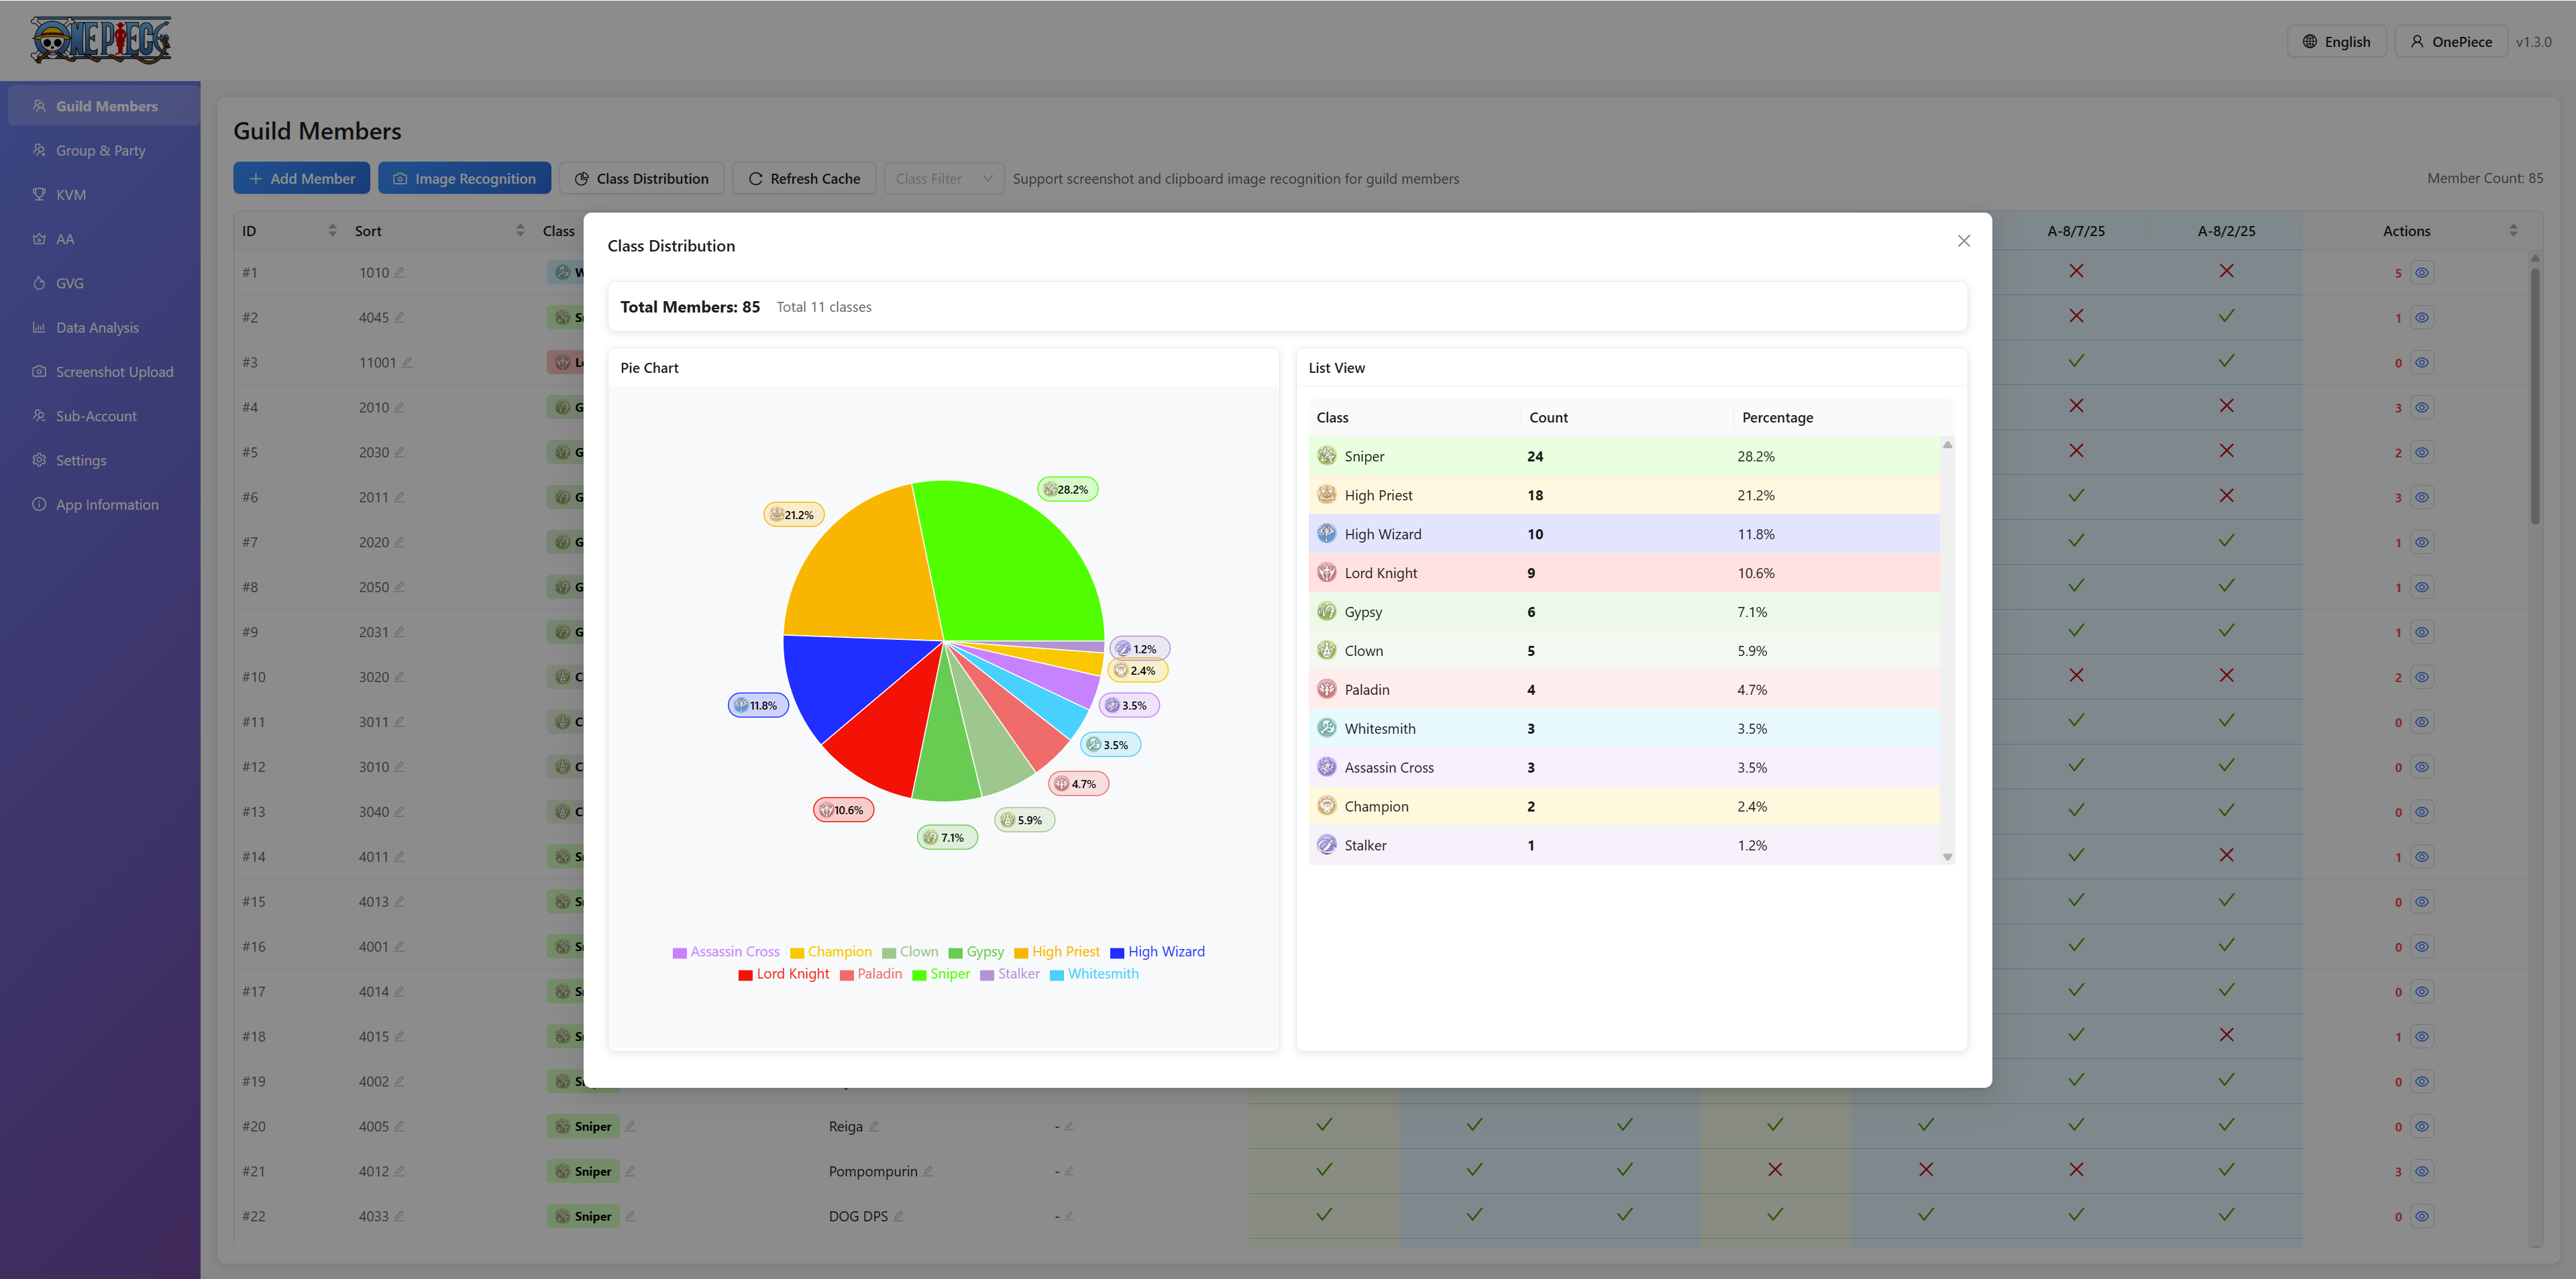 ONE PIECE
English
OnePiece
v1.3.0
Guild Members
Group & Party
KVM
AA
GVG
Data Analysis
Screenshot Upload
Sub-Account
Settings
App Information
Guild Members
Add Member
Image Recognition
Class Distribution
Refresh Cache
Class Filter
Support screenshot and clipboard image recognition for guild members
Member Count: 85
ID Sort Class A-8/7/25 A-8/2/25 Actions
#1 1010 5
#2 4045 1
#3 11001 0
#4 2010 3
#5 2030 2
#6 2011 3
#7 2020 1
#8 2050 1
#9 2031 1
#10 3020 2
#11 3011 0
#12 3010 0
#13 3040 0
#14 4011 1
#15 4013 0
#16 4001 0
#17 4014 0
#18 4015 1
#19 4002 0
#20 4005 Sniper Reiga - 0
#21 4012 Sniper Pompompurin - 3
#22 4033 Sniper DOG DPS - 0
Class Distribution
Total Members: 85 Total 11 classes
Pie Chart
28.2%
21.2%
1.2%
2.4%
3.5%
11.8%
3.5%
4.7%
10.6%
5.9%
7.1%
Assassin Cross Champion Clown Gypsy High Priest High Wizard
Lord Knight Paladin Sniper Stalker Whitesmith
List View
Class Count Percentage
Sniper 24 28.2%
High Priest 18 21.2%
High Wizard 10 11.8%
Lord Knight 9 10.6%
Gypsy 6 7.1%
Clown 5 5.9%
Paladin 4 4.7%
Whitesmith 3 3.5%
Assassin Cross 3 3.5%
Champion 2 2.4%
Stalker 1 1.2%